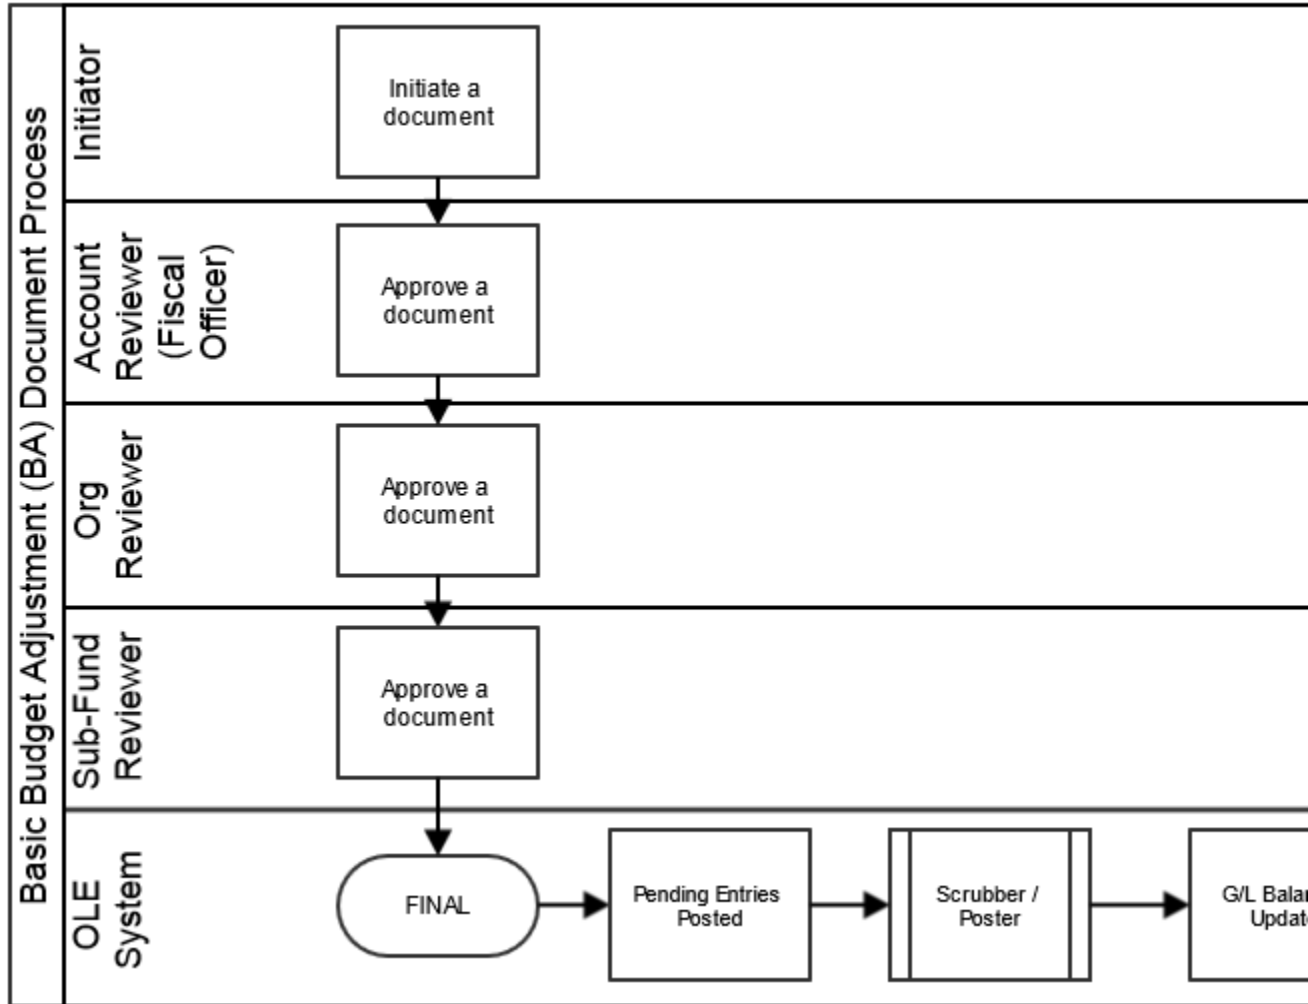 Basic Budget Adjustment (BA) Document Process
Initiator
Initiate a
document
Account
Reviewer
(Fiscal
Officer)
Approve a
document
Org
Reviewer
Approve a
document
Sub-Fund
Reviewer
Approve a
document
OLE
System
FINAL
Pending Entries
Posted
Scrubber /
Poster
G/L